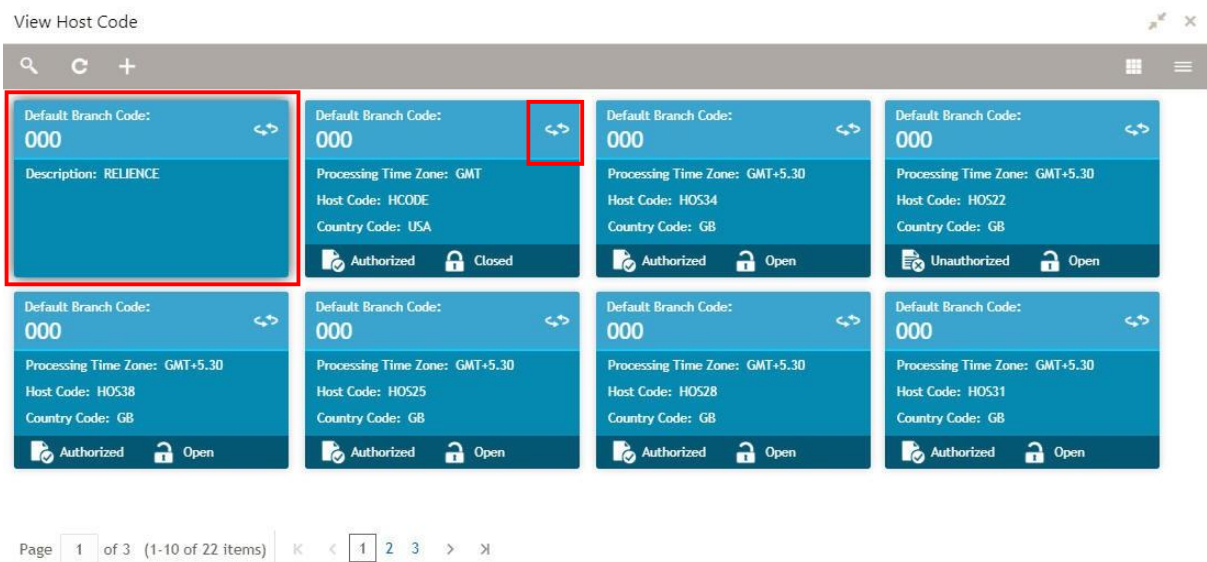 View Host Code
Default Branch Code:
000
Description: RELIENCE
Default Branch Code:
000
Processing Time Zone: GMT
Host Code: HCODE
Country Code: USA
Authorized Closed
Default Branch Code:
000
Processing Time Zone: GMT+5.30
Host Code: HOS34
Country Code: GB
Authorized Open
Default Branch Code:
000
Processing Time Zone: GMT+5.30
Host Code: HOS22
Country Code: GB
Unauthorized Open
Default Branch Code:
000
Processing Time Zone: GMT+5.30
Host Code: HOS38
Country Code: GB
Authorized Open
Default Branch Code:
000
Processing Time Zone: GMT+5.30
Host Code: HOS25
Country Code: GB
Authorized Open
Default Branch Code:
000
Processing Time Zone: GMT+5.30
Host Code: HOS28
Country Code: GB
Authorized Open
Default Branch Code:
000
Processing Time Zone: GMT+5.30
Host Code: HOS31
Country Code: GB
Authorized Open
Page 1 of 3 (1-10 of 22 items) 1 2 3